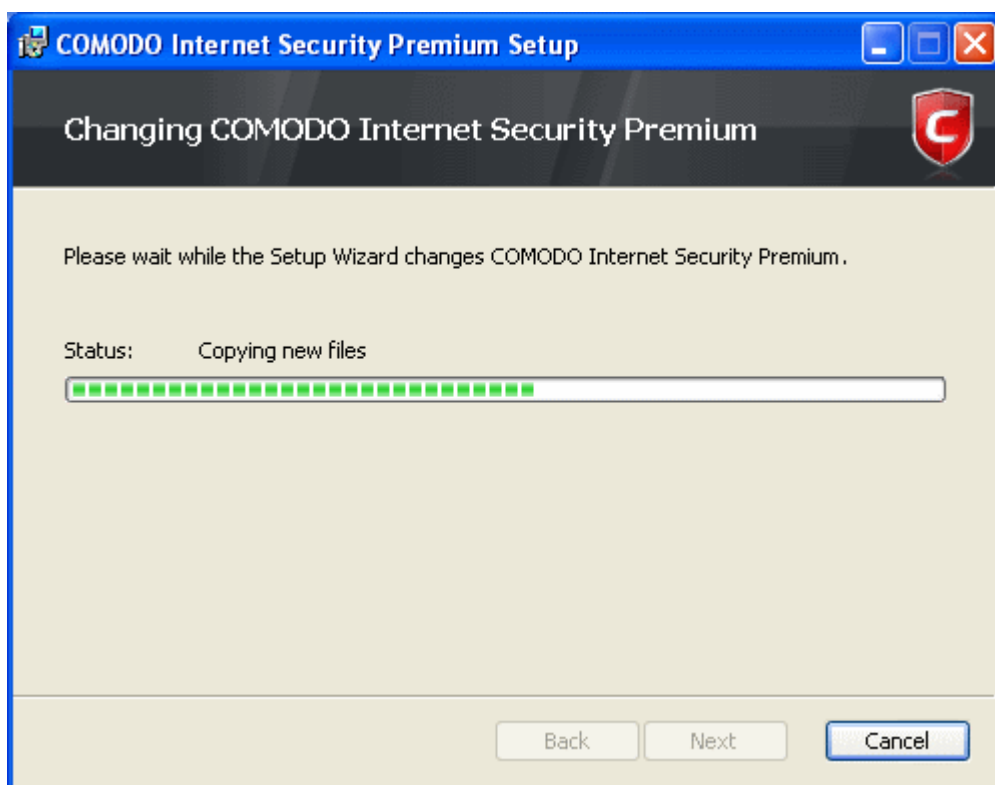 COMODO Internet Security Premium Setup
Changing COMODO Internet Security Premium
C
Please wait while the Setup Wizard changes COMODO Internet Security Premium.
Status: Copying new files
Back Next Cancel